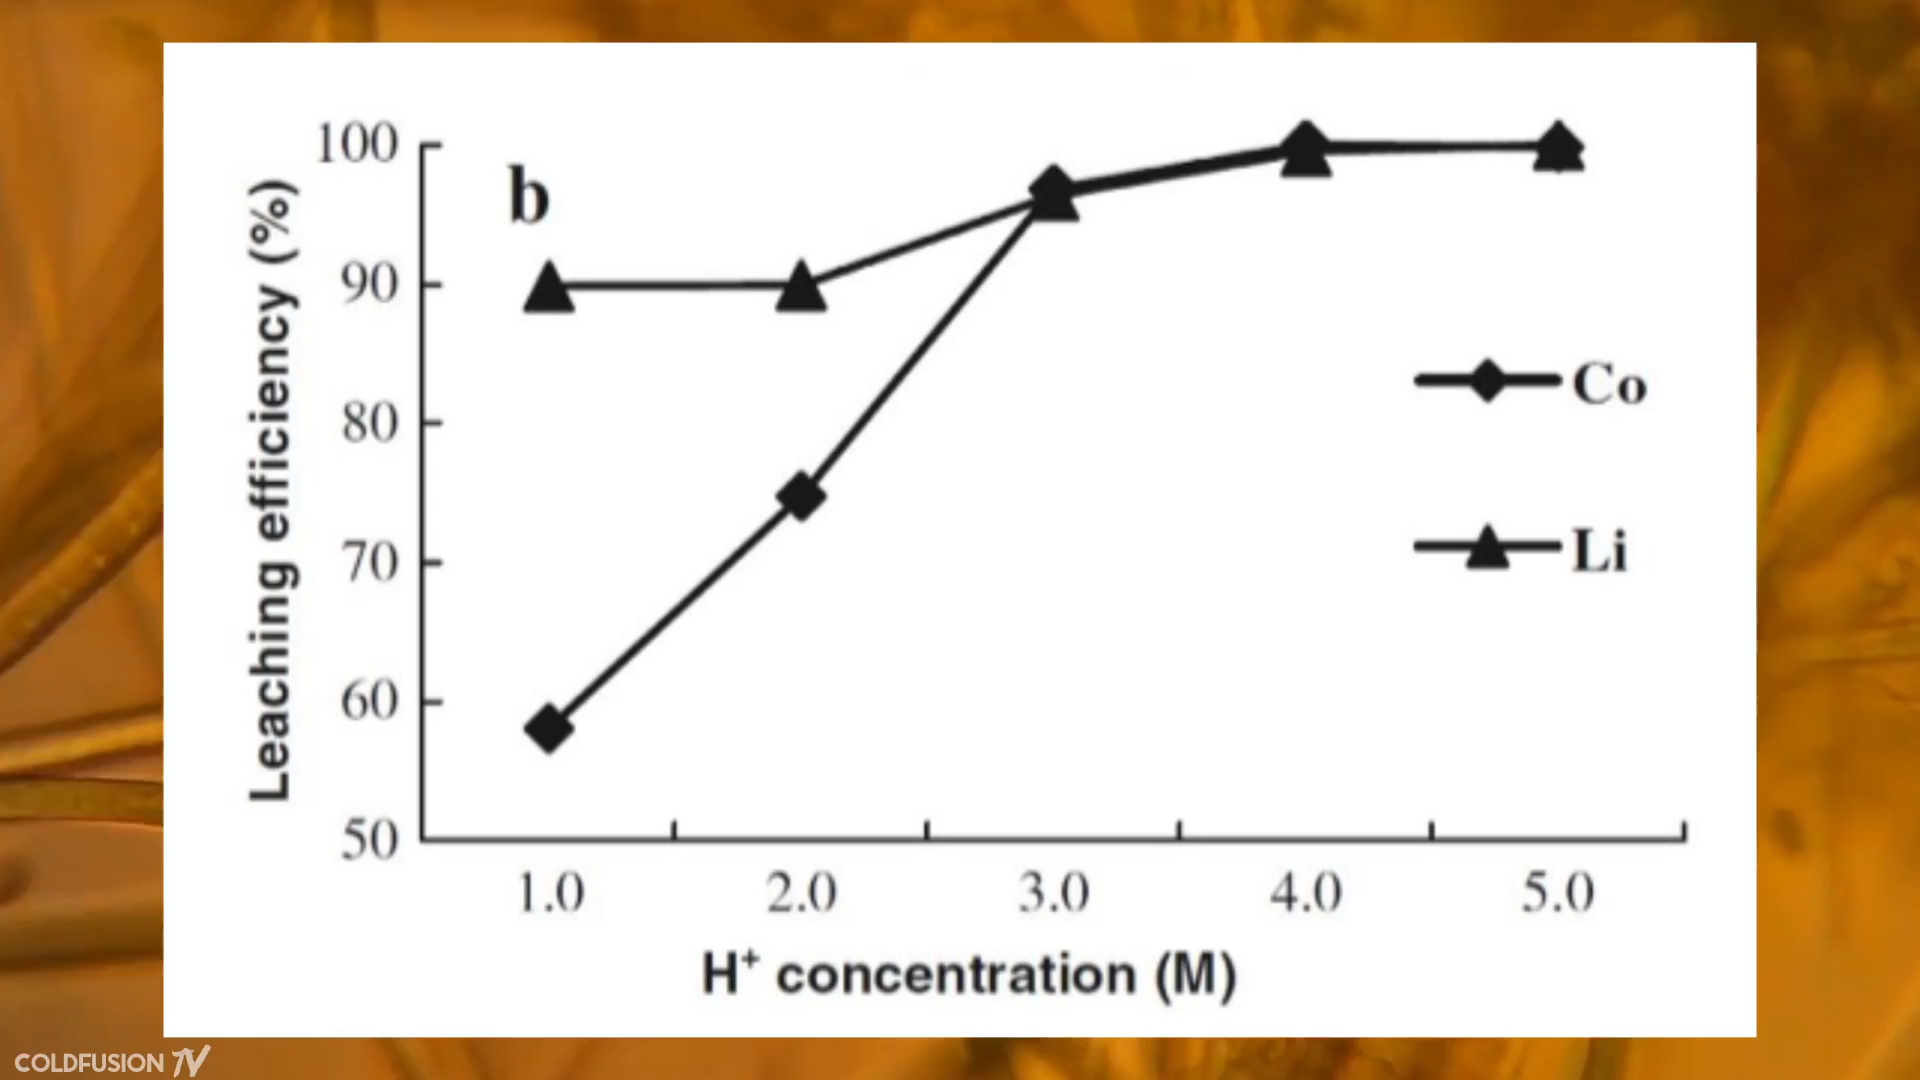 b
Leaching efficiency (%)
100
90
80
70
60
50
Co
Li
1.0 2.0 3.0 4.0 5.0
H⁺ concentration (M)
COLDFUSION TV